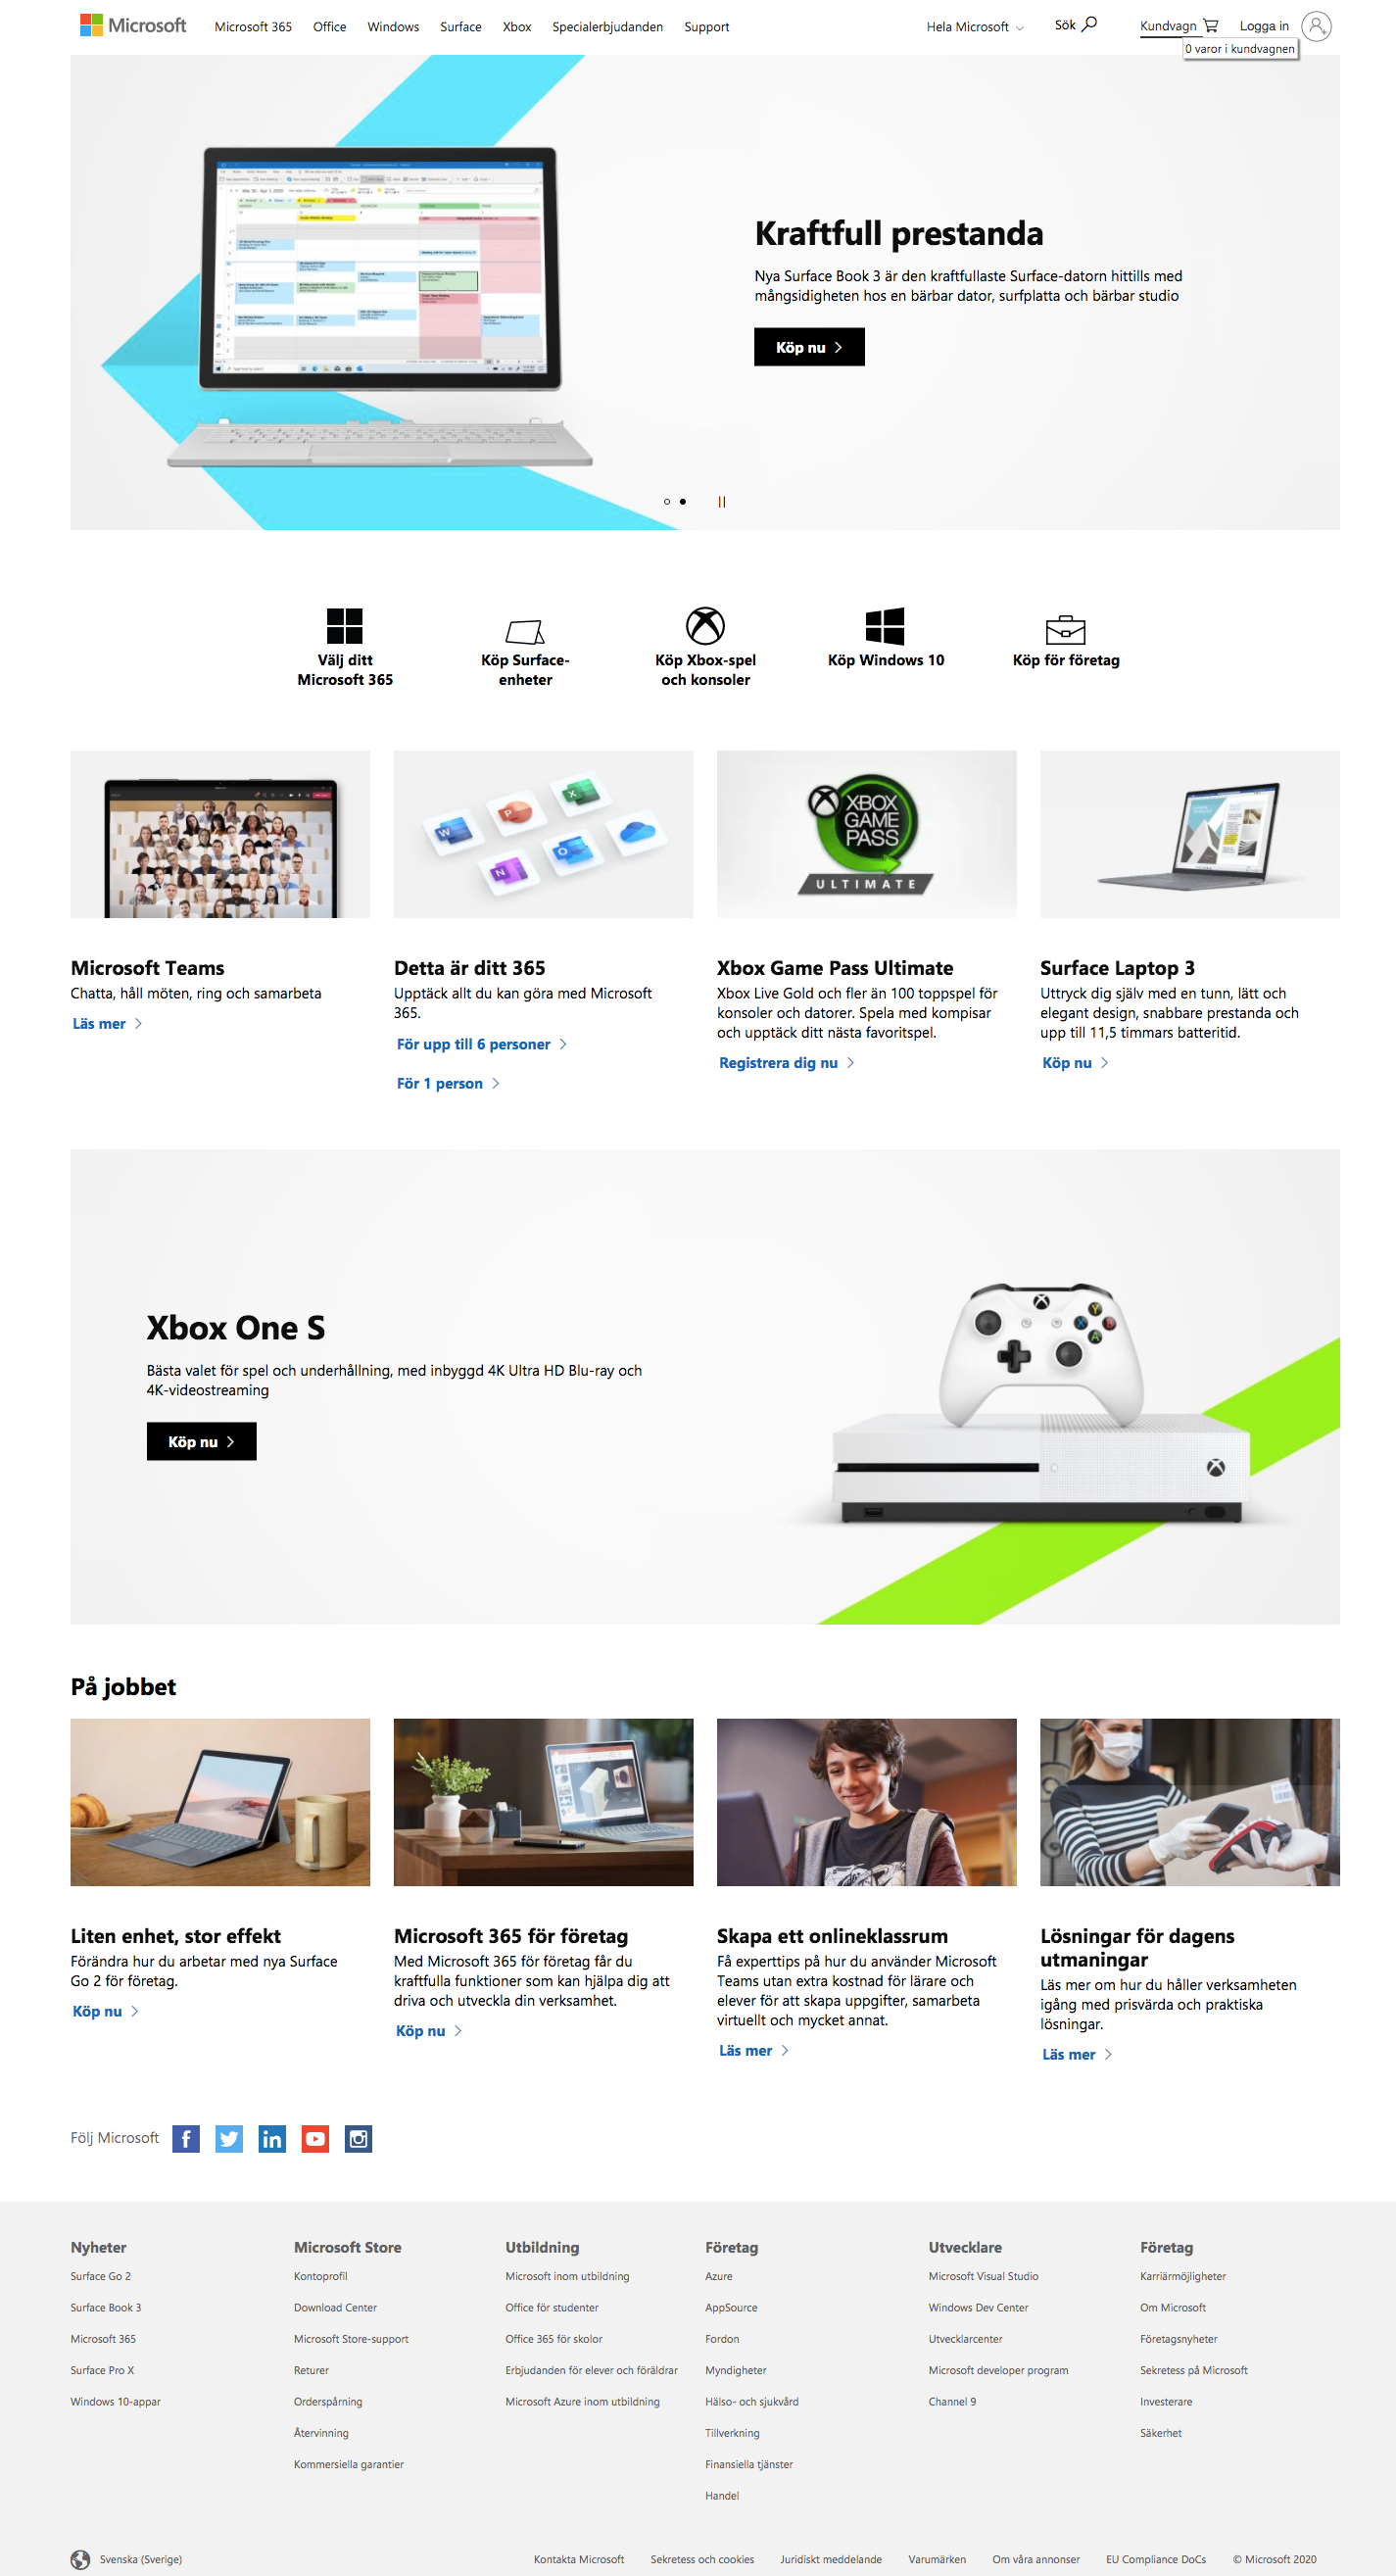 Microsoft
Microsoft 365
Office
Windows
Surface
Xbox
Specialerbjudanden
Support
Hela Microsoft
Sök
Kundvagn
Logga in
0 varor i kundvagnen
Kraftfull prestanda
Nya Surface Book 3 är den kraftfullaste Surface-datorn hittills med
mångsidigheten hos en bärbar dator, surfplatta och bärbar studio
Köp nu
Välj ditt
Microsoft 365
Köp Surface-
enheter
Köp Xbox-spel
och konsoler
Köp Windows 10
Köp för företag
XBOX
GAME
PASS
ULTIMATE
Microsoft Teams
Chatta, håll möten, ring och samarbeta
Läs mer
Detta är ditt 365
Upptäck allt du kan göra med Microsoft
365.
För upp till 6 personer
För 1 person
Xbox Game Pass Ultimate
Xbox Live Gold och fler än 100 toppspel för
konsoler och datorer. Spela med kompisar
och upptäck ditt nästa favoritspel.
Registrera dig nu
Surface Laptop 3
Uttryck dig själv med en tunn, lätt och
elegant design, snabbare prestanda och
upp till 11,5 timmars batteritid.
Köp nu
Xbox One S
Bästa valet för spel och underhållning, med inbyggd 4K Ultra HD Blu-ray och
4K-videostreaming
Köp nu
På jobbet
Liten enhet, stor effekt
Förändra hur du arbetar med nya Surface
Go 2 för företag.
Köp nu
Microsoft 365 för företag
Med Microsoft 365 för företag får du
kraftfulla funktioner som kan hjälpa dig att
driva och utveckla din verksamhet.
Köp nu
Skapa ett onlineklassrum
Få experttips på hur du använder Microsoft
Teams utan extra kostnad för lärare och
elever för att skapa uppgifter, samarbeta
virtuellt och mycket annat.
Läs mer
Lösningar för dagens
utmaningar
Läs mer om hur du håller verksamheten
igång med prisvärda och praktiska
lösningar.
Läs mer
Följ Microsoft
Nyheter
Surface Go 2
Surface Book 3
Microsoft 365
Surface Pro X
Windows 10-appar
Microsoft Store
Kontoprofil
Download Center
Microsoft Store-support
Returer
Orderspårning
Återvinning
Kommersiella garantier
Utbildning
Microsoft inom utbildning
Office för studenter
Office 365 för skolor
Erbjudanden för elever och föräldrar
Microsoft Azure inom utbildning
Företag
Azure
AppSource
Fordon
Myndigheter
Hälso- och sjukvård
Tillverkning
Finansiella tjänster
Handel
Utvecklare
Microsoft Visual Studio
Windows Dev Center
Utvecklarcenter
Microsoft developer program
Channel 9
Företag
Karriärmöjligheter
Om Microsoft
Företagsnyheter
Sekretess på Microsoft
Investerare
Säkerhet
Svenska (Sverige)
Kontakta Microsoft
Sekretess och cookies
Juridiskt meddelande
Varumärken
Om våra annonser
EU Compliance DoCs
© Microsoft 2020